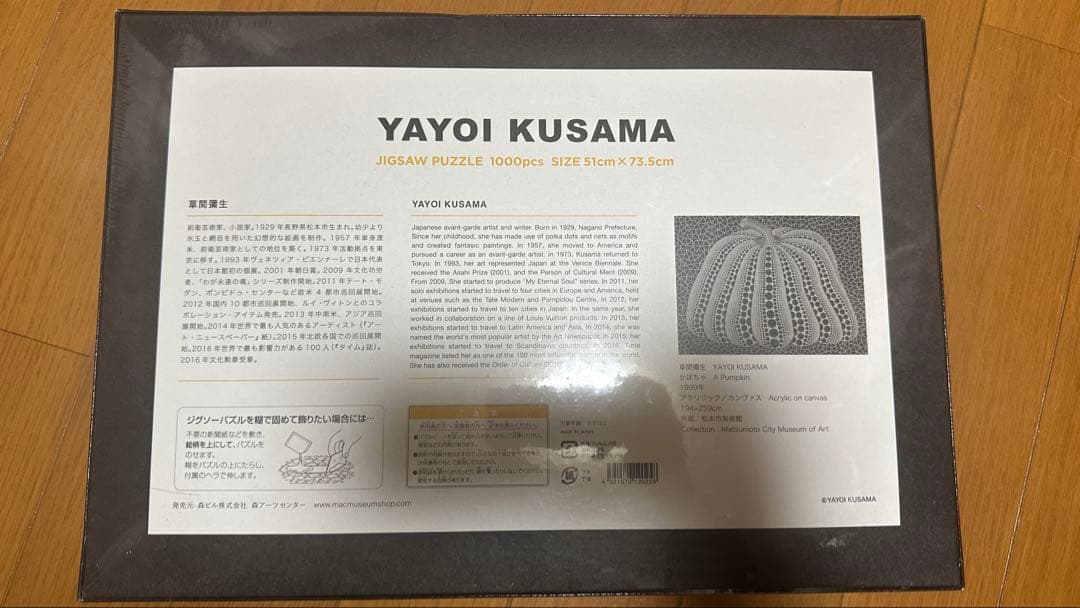 YAYOI KUSAMA
JIGSAW PUZZLE 1000pcs SIZE 51cm×73.5cm
草間彌生
前衛芸術家、小説家。1929年長野県松本市生まれ。幼少より
水玉と網目を用いた幻想的な絵画を制作。1957年単身渡
米、前衛芸術家としての地位を築く。1973年活動拠点を東
京に移す。1993年ヴェネツィア・ビエンナーレで日本代表
として日本館初の個展。2001年朝日賞。2009年文化功労
者、「わが永遠の魂」シリーズ制作開始。2011年テート・モ
ダン、ポンピドゥ・センターなど欧米4都市巡回展開始。
2012年国内10都市巡回展開始、ルイ・ヴィトンとのコラ
ボレーション・アイテム発売。2013年中南米、アジア巡回
展開始。2014年世界で最も人気のあるアーティスト(『アー
ト・ニュースペーパー』紙)。2015年北欧各国での巡回展開
始。2016年世界で最も影響力がある100人(『タイム』誌)。
2016年文化勲章受章。
YAYOI KUSAMA
Japanese avant-garde artist and writer. Born in 1929, Nagano Prefecture.
Since her childhood, she has made use of polka dots and nets as motifs
and created fantasic paintings. In 1957, she moved to America and
pursued a career as an avant-garde artist. in 1973, Kusama returned to
Tokyo. In 1993, her art represented Japan at the Venice Biennale. She
received the Asahi Prize (2001), and the Person of Cultural Merit (2009).
From 2009, She started to produce "My Eternal Soul" series. In 2011, her
solo exhibitions started to travel to four cities in Europe and America, held
at venues such as the Tate Modern and Pompidou Centre. In 2012, her
exhibitions started to travel to ten cities in Japan. In the same year, she
worked in collaboration on a line of Louis Vuitton products. In 2013, her
exhibitions started to travel to Latin America and Asia. In 2014, she was
named the world's most popular artist by the Art Newspaper. In 2015, her
exhibitions started to travel to Scandinavia countries. In 2016, Time
magazine listed her as one of the 100 most influential people in the world.
She has also received the Order of Culture (2016).
草間彌生 YAYOI KUSAMA
かぼちゃ A Pumpkin
1999年
アクリリック/カンヴァス Acrylic on canvas
194×259cm
所蔵:松本市美術館
Collection:Matsumoto City Museum of Art
ジグソーパズルを糊で固めて飾りたい場合には…
不要の新聞紙などを敷き、
絵柄を上にして、パズルを
のせます。
糊をパズルの上にたらし、
付属のヘラで伸します。
ご注意
発売元 森ビル株式会社 森アーツセンター www.macmuseumshop.com
©YAYOI KUSAMA